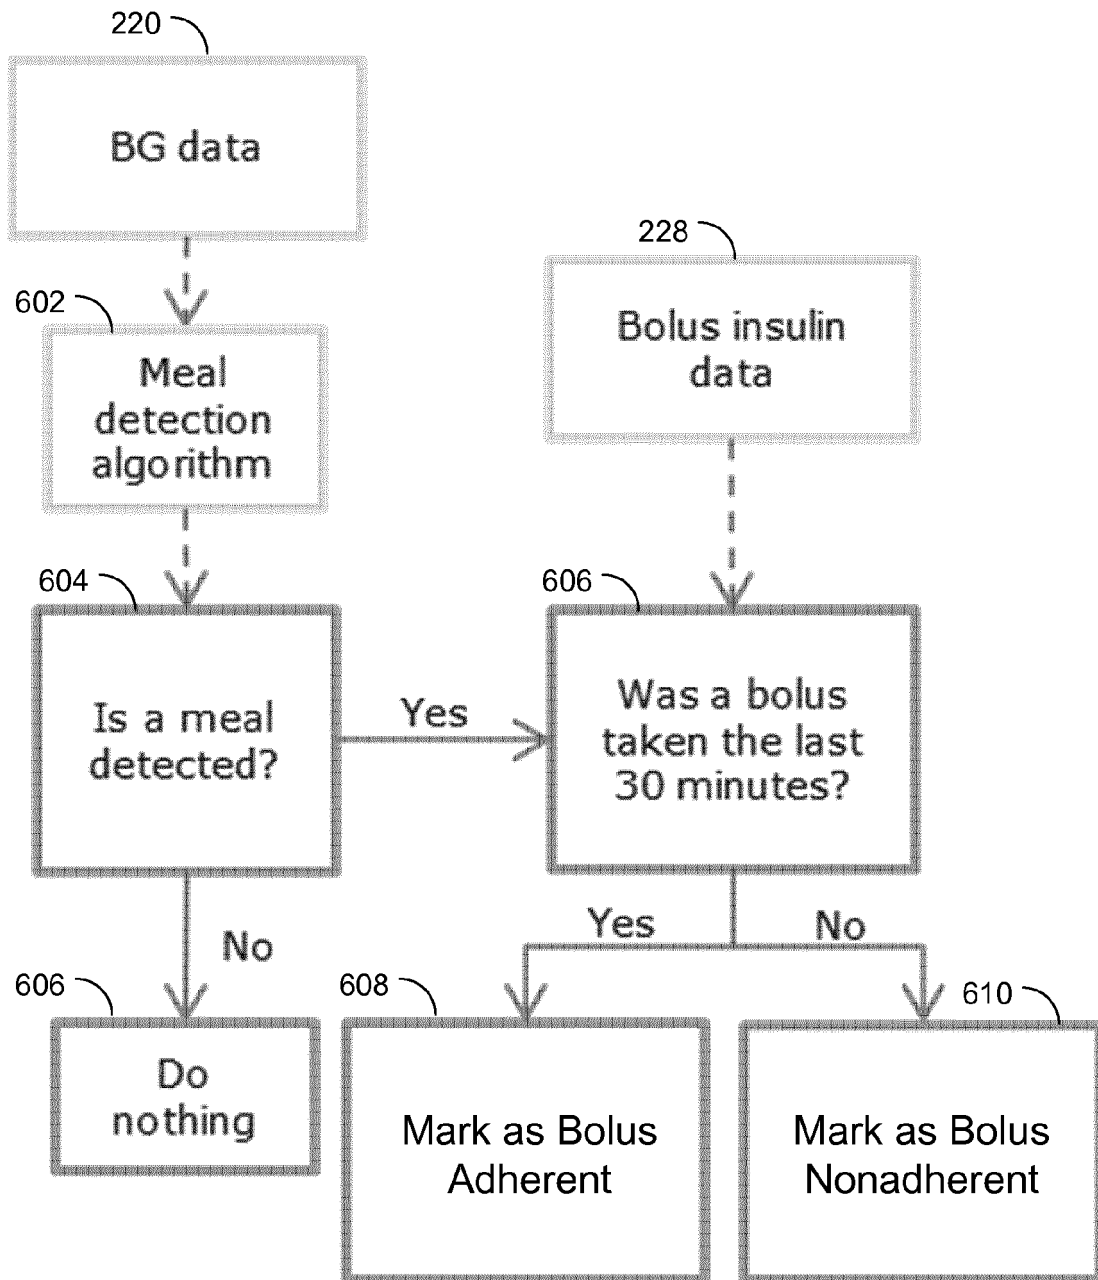 220
BG data
228
602
Bolus insulin
data
Meal
detection
algorithm
604
606
Is a meal
detected?
Yes
Was a bolus
taken the last
30 minutes?
Yes
No
No
606
608
610
Do
nothing
Mark as Bolus
Adherent
Mark as Bolus
Nonadherent